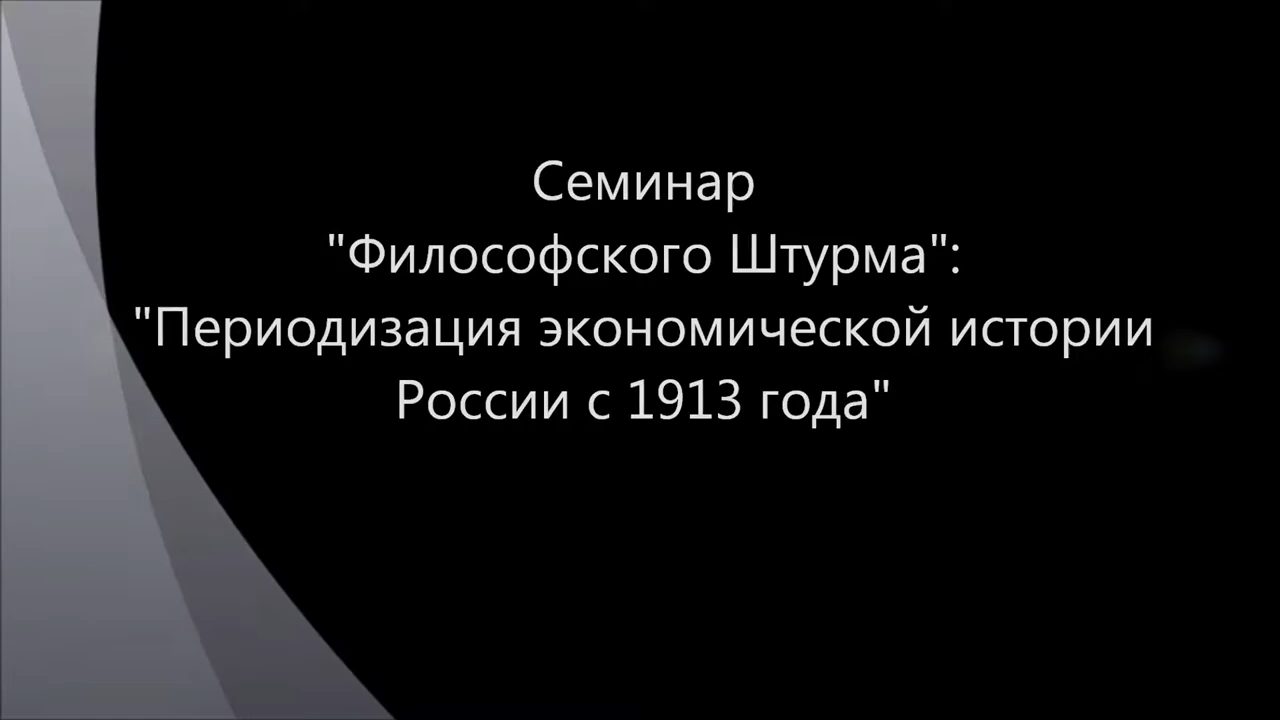 Семинар
"Философского Штурма":
"Периодизация экономической истории
России с 1913 года"